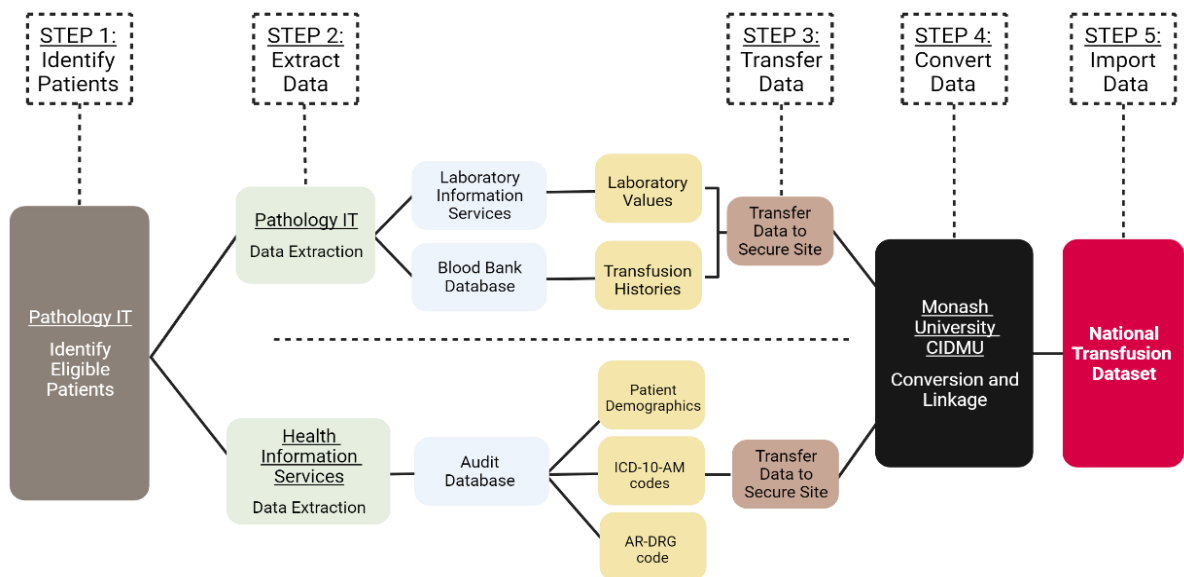 STEP 1:
Identify
Patients
STEP 2:
Extract
Data
STEP 3:
Transfer
Data
STEP 4:
Convert
Data
STEP 5:
Import
Data
Pathology IT
Identify
Eligible
Patients
Pathology IT
Data Extraction
Laboratory
Information
Services
Laboratory
Values
Blood Bank
Database
Transfusion
Histories
Transfer
Data to
Secure Site
Health
Information
Services
Data Extraction
Audit
Database
Patient
Demographics
ICD-10-AM
codes
AR-DRG
code
Transfer
Data to
Secure Site
Monash
University
CIDMU
Conversion and
Linkage
National
Transfusion
Dataset